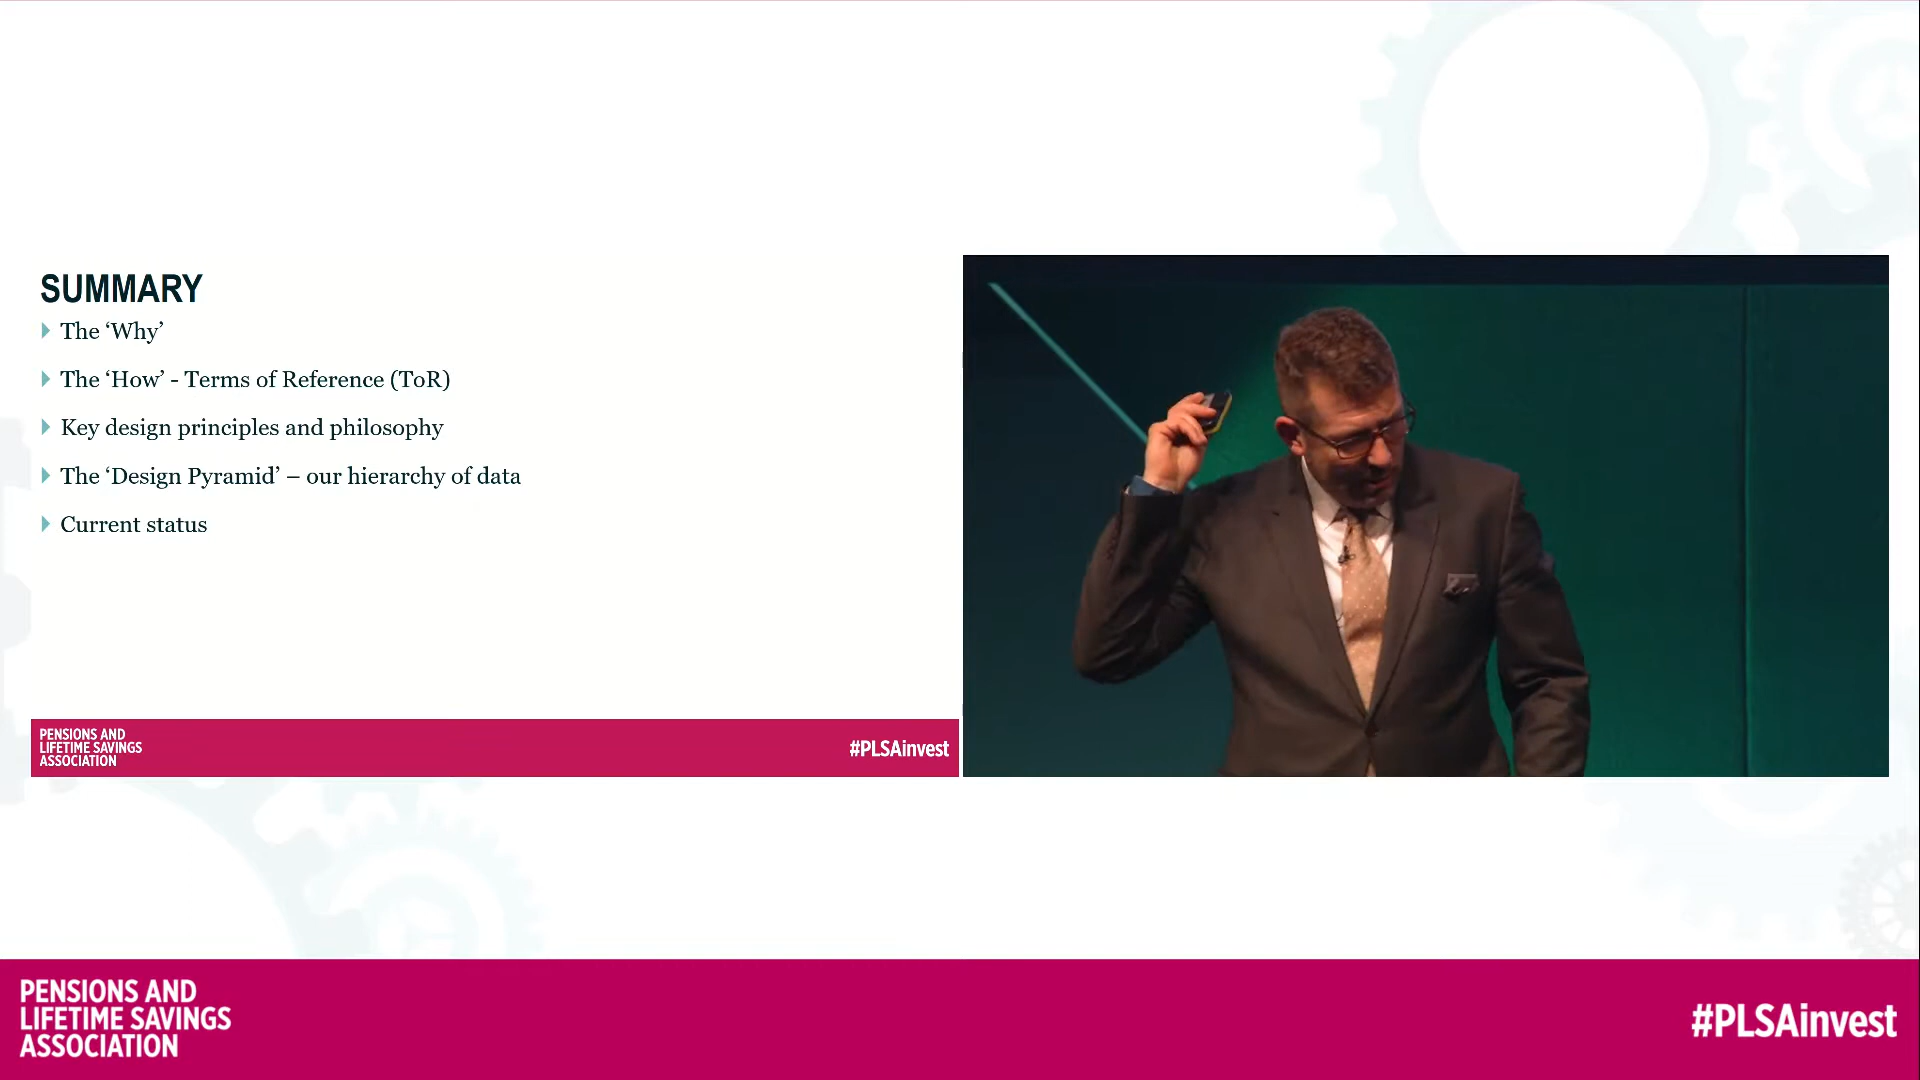 SUMMARY
The ‘Why’
The ‘How’ - Terms of Reference (ToR)
Key design principles and philosophy
The ‘Design Pyramid’ – our hierarchy of data
Current status
PENSIONS AND
LIFETIME SAVINGS
ASSOCIATION
#PLSAinvest
PENSIONS AND
LIFETIME SAVINGS
ASSOCIATION
#PLSAinvest